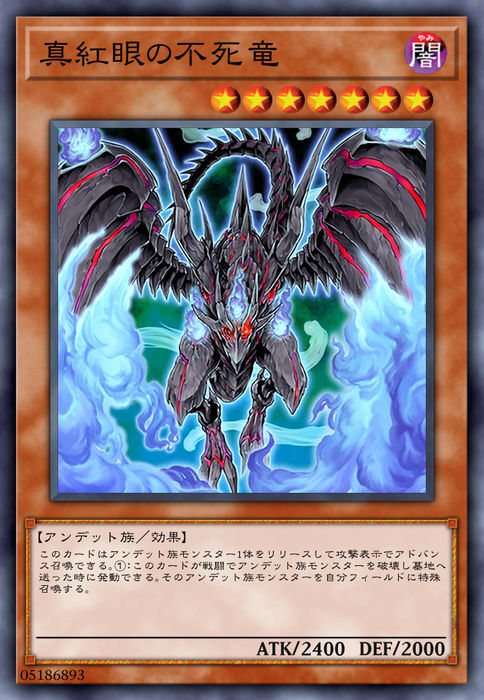 真紅眼の不死竜
やみ
闇
【アンデット族／効果】
このカードはアンデット族モンスター1体をリリースして攻撃表示でアドバン
ス召喚できる。①：このカードが戦闘でアンデット族モンスターを破壊し墓地へ
送った時に発動できる。そのアンデット族モンスターを自分フィールドに特殊
召喚する。
ATK/2400 DEF/2000
05186893